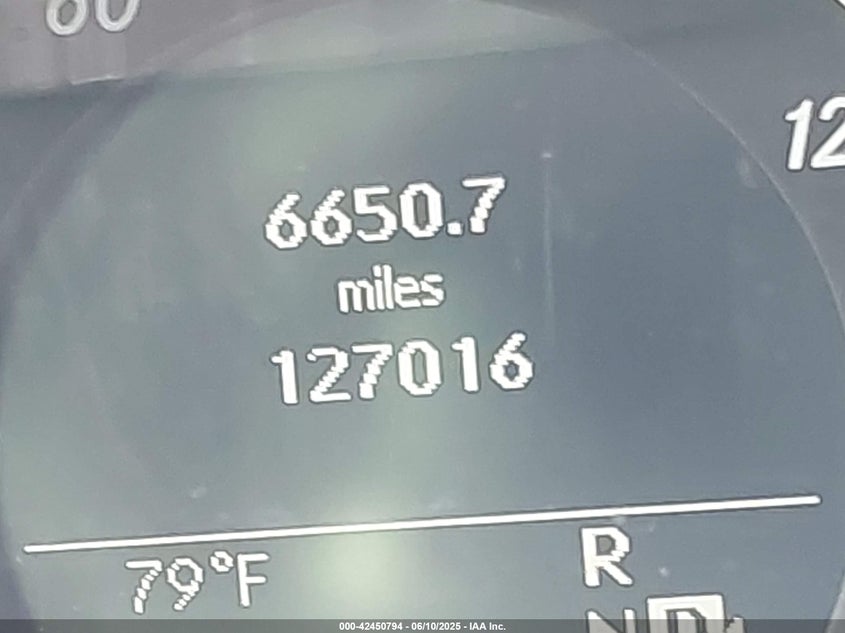 60
12
6650.7
miles
127016
79°F
R
N D
000-42450794 - 06/10/2025 - IAA Inc.